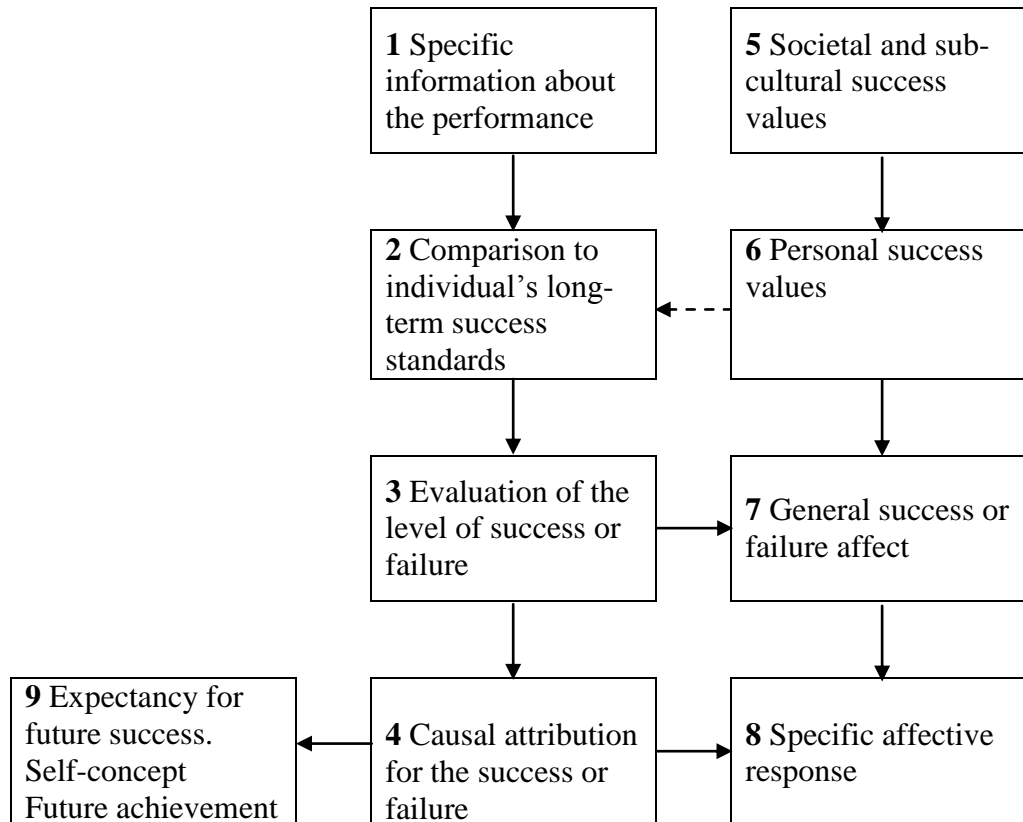 1 Specific
information about
the performance
5 Societal and sub-
cultural success
values
2 Comparison to
individual’s long-
term success
standards
6 Personal success
values
3 Evaluation of the
level of success or
failure
7 General success or
failure affect
9 Expectancy for
future success.
Self-concept
Future achievement
4 Causal attribution
for the success or
failure
8 Specific affective
response